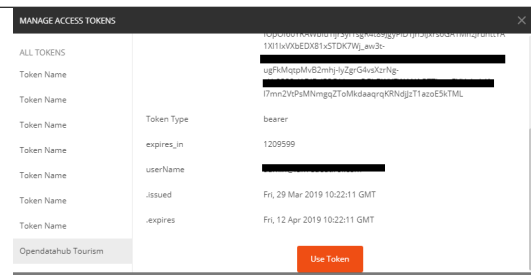 MANAGE ACCESS TOKENS
ALL TOKENS
Token Name
Token Name
Token Name
Token Name
Token Name
Token Name
Token Name
Opendatahub Tourism
1XI1IxVXbEDX81xSTDK7Wj_aw3t-
ugFkMqtpMvB2mhj-lyZgrG4vsXzrNg-
I7mn2VtPsMNmgqZToMkdaaqrqKRNdjJzT1azoE5kTML
Token Type bearer
expires_in 1209599
userName
.issued Fri, 29 Mar 2019 10:22:11 GMT
.expires Fri, 12 Apr 2019 10:22:11 GMT
Use Token